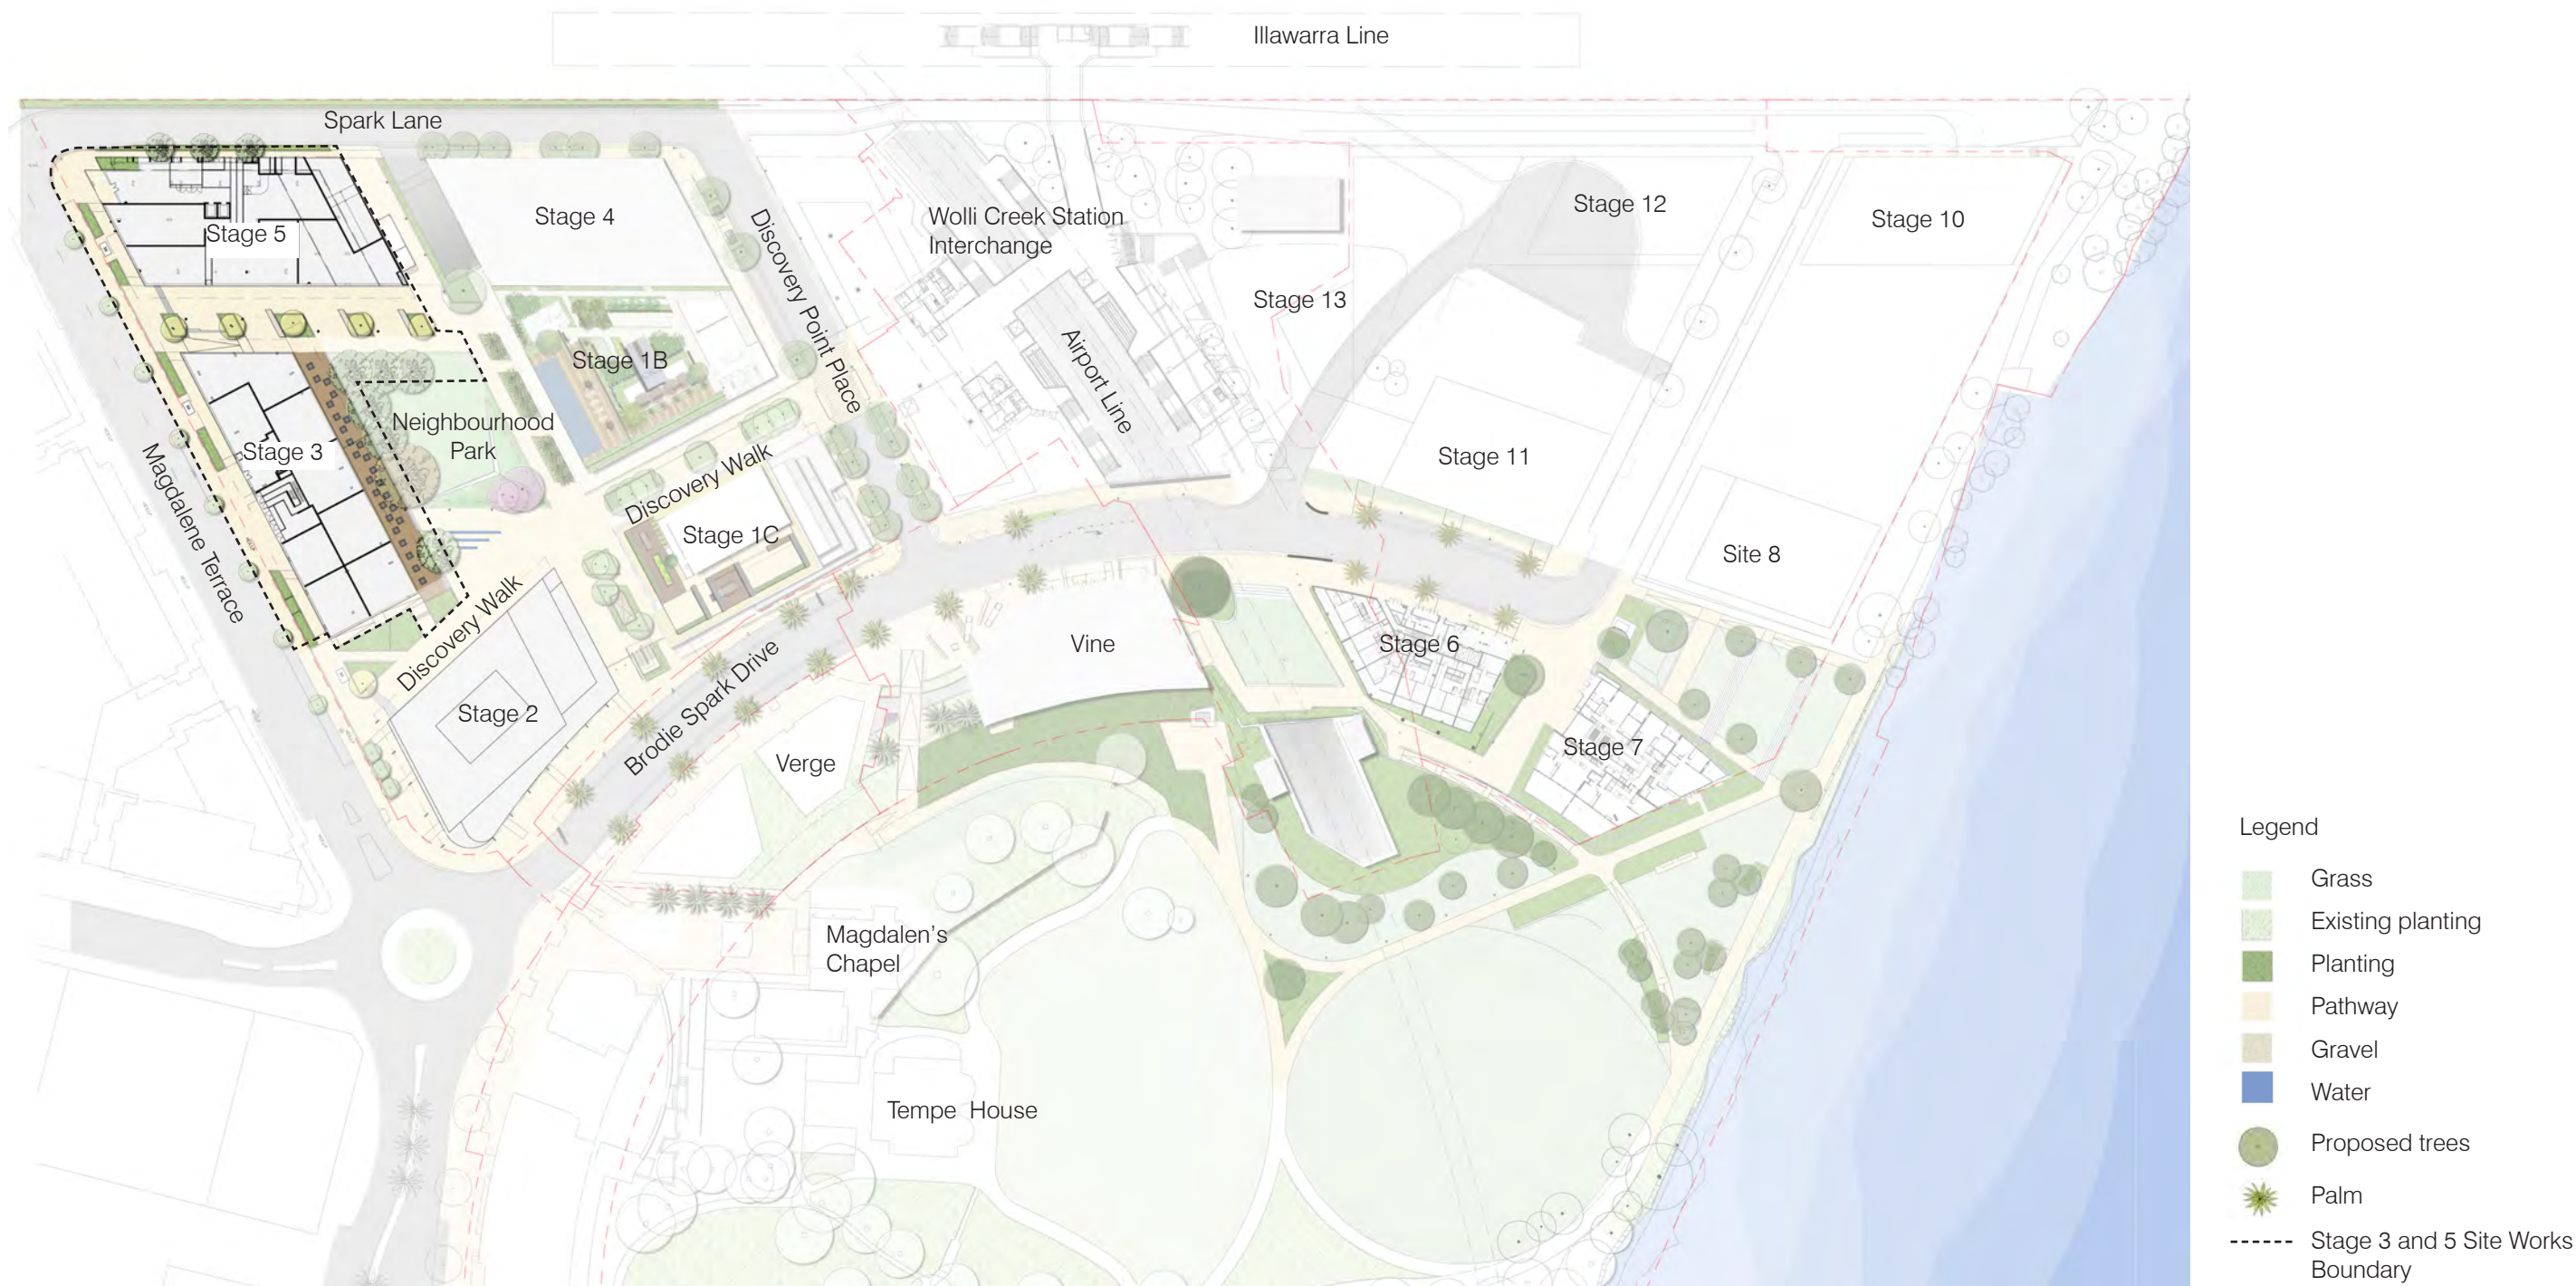 Illawarra Line
Spark Lane
Stage 5
Stage 4
Discovery Point Place
Wolli Creek Station
Interchange
Stage 12
Stage 10
Stage 13
Airport Line
Stage 1B
Neighbourhood
Park
Stage 3
Magdalene Terrace
Discovery Walk
Stage 1C
Stage 11
Site 8
Discovery Walk
Stage 2
Brodie Spark Drive
Vine
Verge
Stage 6
Stage 7
Magdalen's
Chapel
Tempe House
Legend
Grass
Existing planting
Planting
Pathway
Gravel
Water
Proposed trees
Palm
Stage 3 and 5 Site Works
Boundary